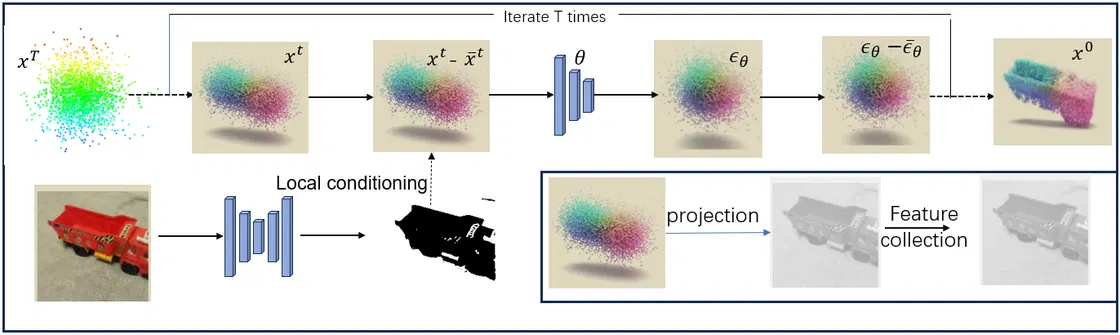 Iterate T times
x^T
x^t
x^t - x̄^t
θ
ϵ_θ
ϵ_θ − ϵ̄_θ
x^0
Local conditioning
projection
Feature
collection